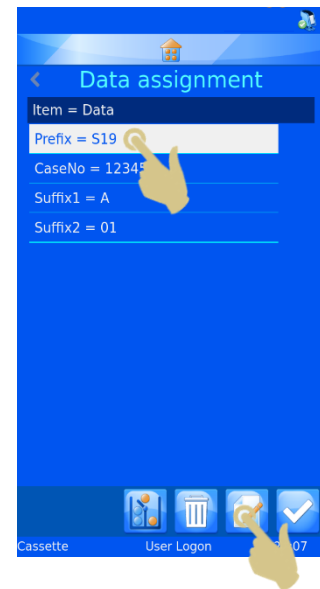 Data assignment
Item = Data
Prefix = S19
CaseNo = 12345
Suffix1 = A
Suffix2 = 01
Cassette User Logon 07